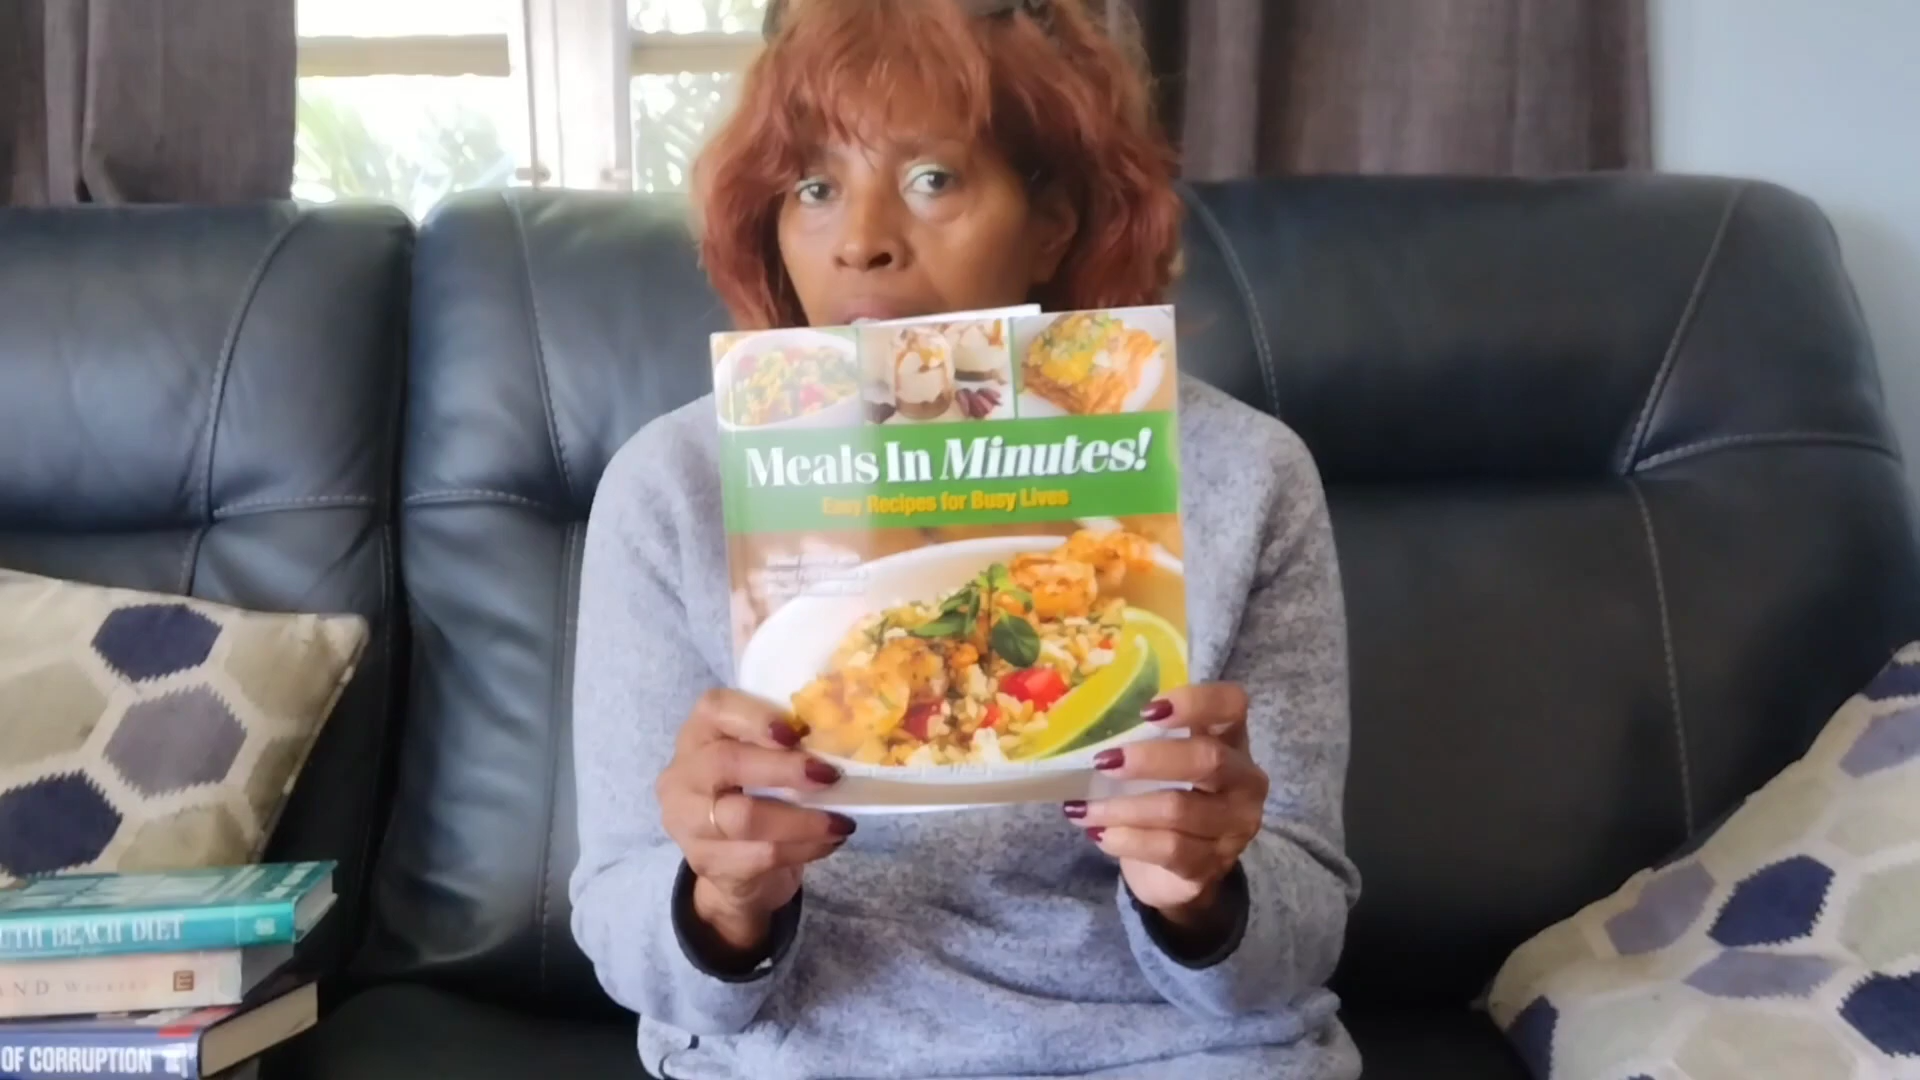 Meals In Minutes!
Easy Recipes for Busy Lives
UTH BEACH DIET
AND
OF CORRUPTION